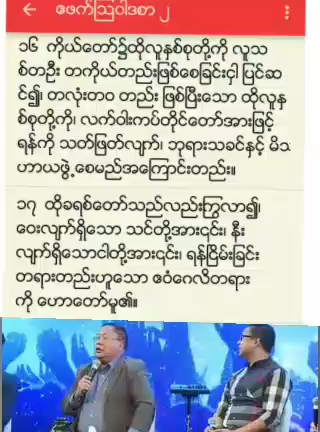 ဧဖက်ဩဝါဒစာ ၂
၁၆ ကိုယ်တော်၌ထိုလူနှစ်စုတို့ကို လူသ
စ်တဦး တကိုယ်တည်းဖြစ်စေခြင်းငှါ ပြင်ဆ
င်၍၊ တလုံးတဝ တည်း ဖြစ်ပြီးသော ထိုလူန
စ်စုတို့ကို၊ လက်ဝါးကပ်တိုင်တော်အားဖြင့်
ရန်ကို သတ်ဖြတ်လျက်၊ ဘုရားသခင်နှင့် မိသ
ဟာယဖွဲ့စေမည်အကြောင်းတည်း။
၁၇ ထိုခရစ်တော်သည်လည်းကြွလာ၍၊
ဝေးလျက်ရှိသော သင်တို့အား၎င်း၊ နီး
လျက်ရှိသောငါတို့အား၎င်း၊ ရန်ငြိမ်းခြင်း
တရားတည်းဟူသော ဧဝံဂေလိတရား
ကို ဟောတော်မူ၏။